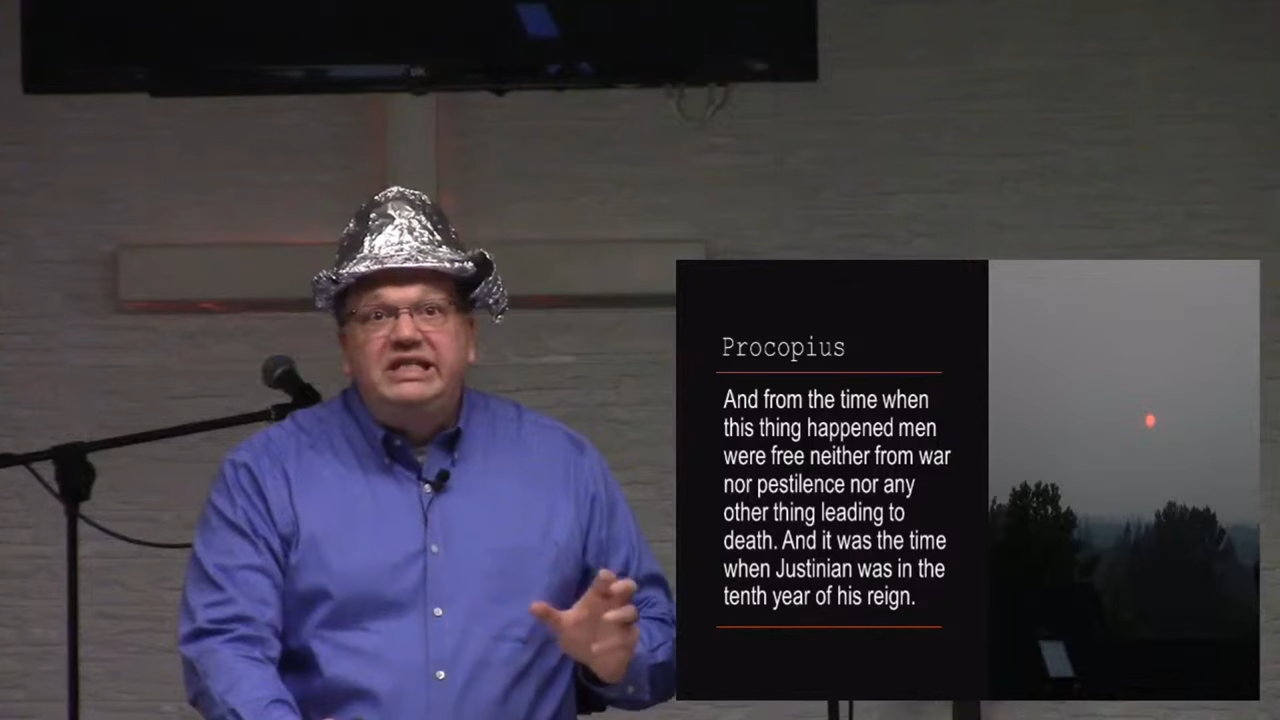 Procopius
And from the time when
this thing happened men
were free neither from war
nor pestilence nor any
other thing leading to
death. And it was the time
when Justinian was in the
tenth year of his reign.